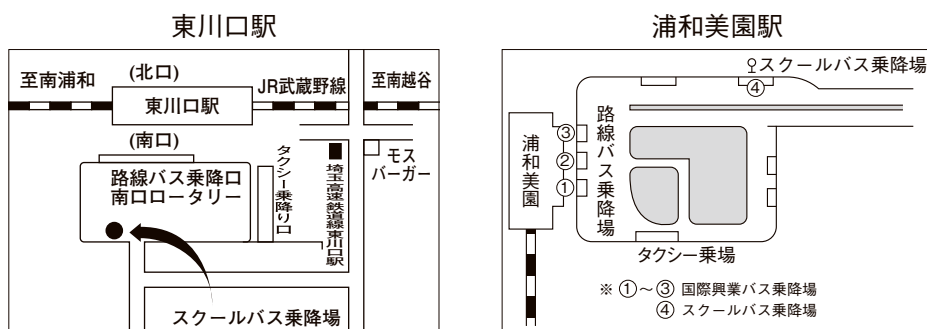 東川口駅
至南浦和
(北口)
JR武蔵野線
至南越谷
東川口駅
(南口)
モス
バーガー
路線バス乗降口
南口ロータリー
タクシー乗降り口
埼玉高速鉄道線東川口駅
スクールバス乗降場
浦和美園駅
スクールバス乗降場
④
浦和美園
③
②
①
路線バス乗降場
タクシー乗場
※ ①～③ 国際興業バス乗降場
④ スクールバス乗降場